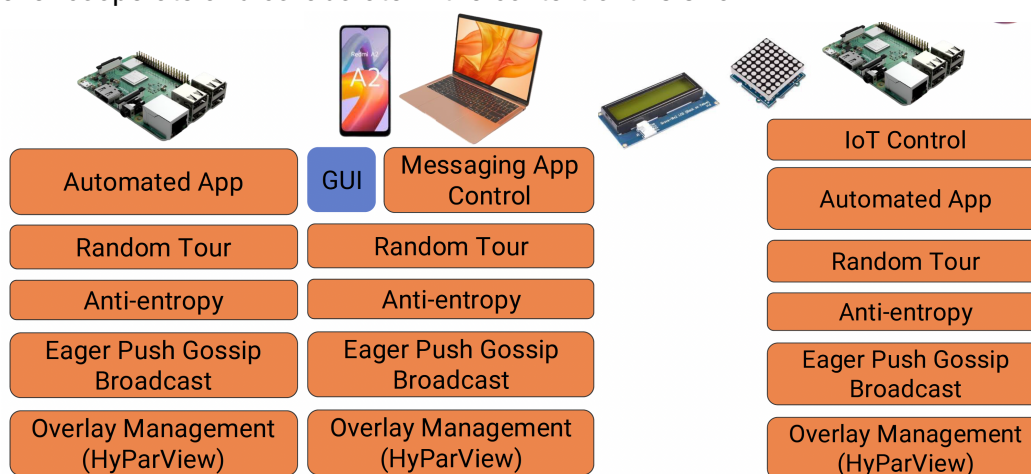 Redmi A2
A2
Automated App
GUI
Messaging App
Control
Random Tour
Random Tour
Anti-entropy
Anti-entropy
Eager Push Gossip
Broadcast
Eager Push Gossip
Broadcast
Overlay Management
(HyParView)
Overlay Management
(HyParView)
IoT Control
Automated App
Random Tour
Anti-entropy
Eager Push Gossip
Broadcast
Overlay Management
(HyParView)